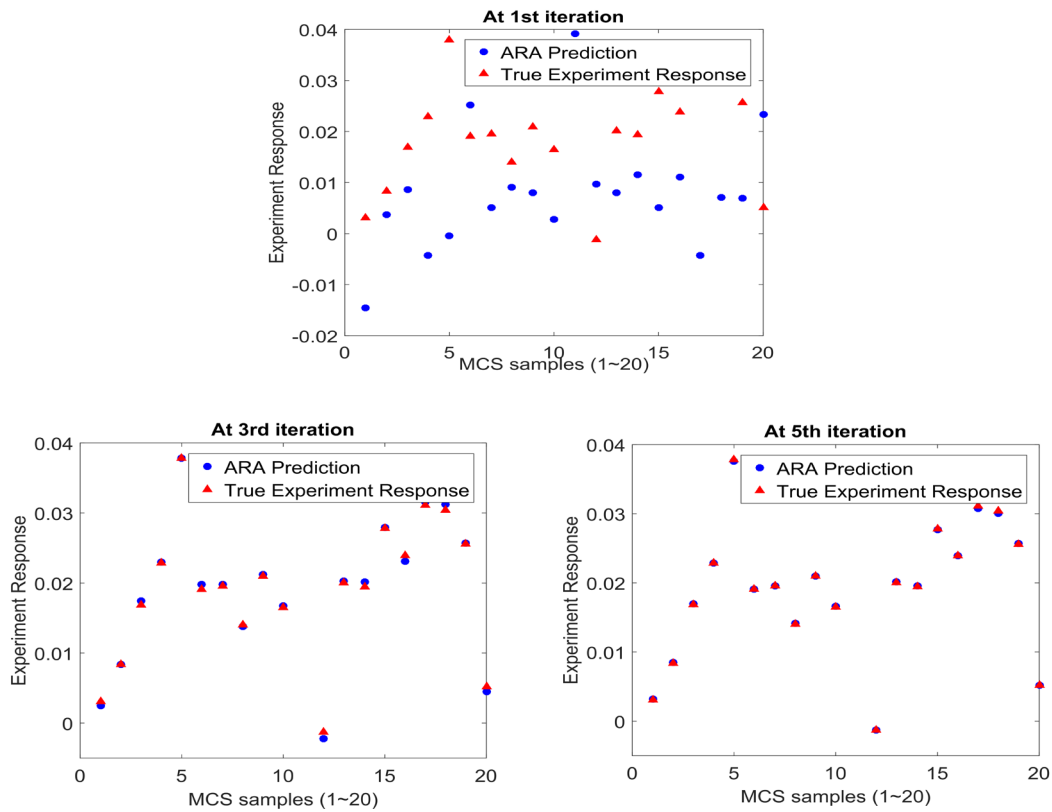 At 1st iteration
0.04
0.03
0.02
0.01
0
-0.01
-0.02
Experiment Response
ARA Prediction
True Experiment Response
0 5 10 15 20
MCS samples (1~20)
At 3rd iteration
0.04
0.03
0.02
0.01
0
Experiment Response
ARA Prediction
True Experiment Response
0 5 10 15 20
MCS samples (1~20)
At 5th iteration
0.04
0.03
0.02
0.01
0
Experiment Response
ARA Prediction
True Experiment Response
0 5 10 15 20
MCS samples (1~20)